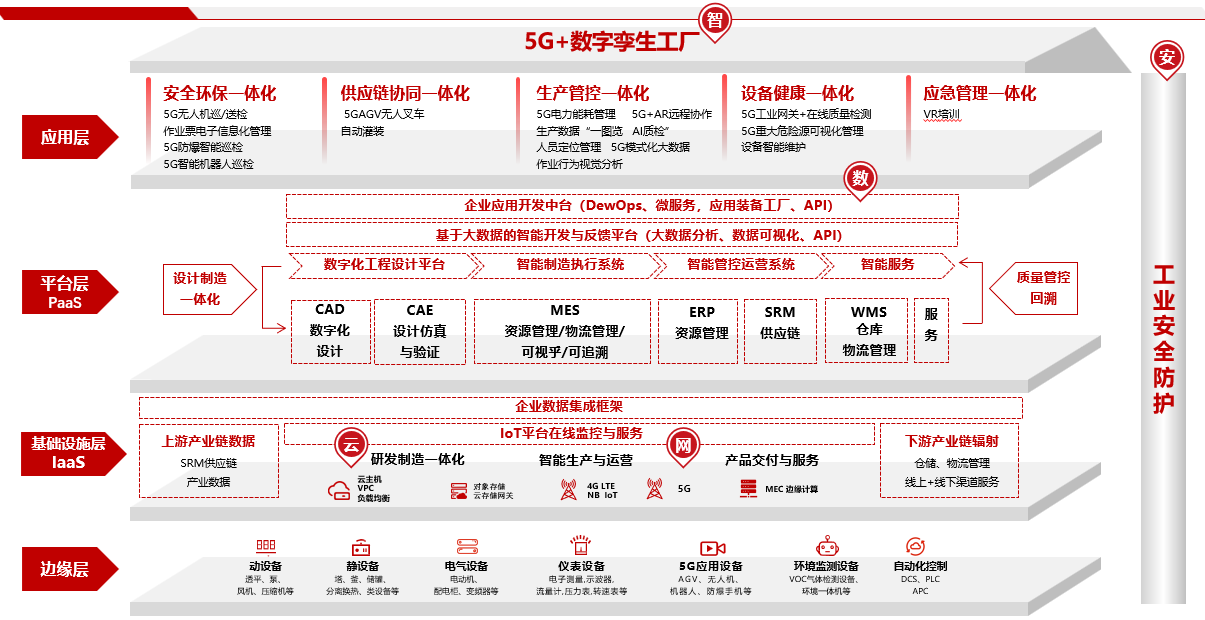 智
5G+数字孪生工厂
安
应用层
安全环保一体化
5G无人机巡/送检
作业票电子信息化管理
5G防爆智能巡检
5G智能机器人巡检
供应链协同一体化
5GAGV无人叉车
自动灌装
生产管控一体化
5G电力能耗管理 5G+AR远程协作
生产数据“一图览 AI质检”
人员定位管理 5G模式化大数据
作业行为视觉分析
设备健康一体化
5G工业网关+在线质量检测
5G重大危险源可视化管理
设备智能维护
应急管理一体化
VR培训
数
企业应用开发中台（DewOps、微服务，应用装备工厂、API）
基于大数据的智能开发与反馈平台（大数据分析、数据可视化、API）
平台层
PaaS
设计制造
一体化
数字化工程设计平台
智能制造执行系统
智能管控运营系统
智能服务
质量管控
回溯
CAD
数字化
设计
CAE
设计仿真
与验证
MES
资源管理/物流管理/
可视乎/可追溯
ERP
资源管理
SRM
供应链
WMS
仓库
物流管理
服
务
工业安全防护
企业数据集成框架
基础设施层
IaaS
上游产业链数据
SRM供应链
产业数据
IoT平台在线监控与服务
云
网
研发制造一体化
智能生产与运营
产品交付与服务
云主机
VPC
负载均衡
对象存储
云存储网关
4G LTE
NB IoT
5G
MEC 边缘计算
下游产业链辐射
仓储、物流管理
线上+线下渠道服务
边缘层
动设备
透平、泵、
风机、压缩机等
静设备
塔、釜、储罐、
分离换热、类设备等
电气设备
电动机、
配电柜、变频器等
仪表设备
电子测量,示波器,
流量计,压力表,转速表等
5G应用设备
AGV、无人机、
机器人、防爆手机等
环境监测设备
VOC气体检测设备、
环境一体机等
自动化控制
DCS、PLC
APC